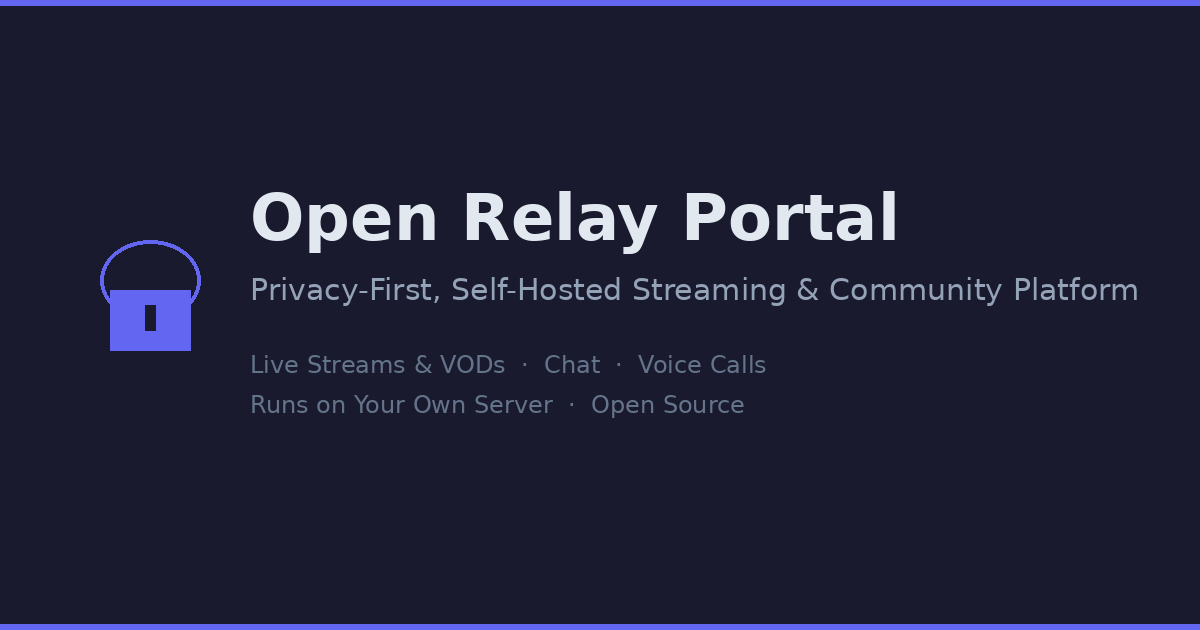 Open Relay Portal
Privacy-First, Self-Hosted Streaming & Community Platform
Live Streams & VODs · Chat · Voice Calls
Runs on Your Own Server · Open Source